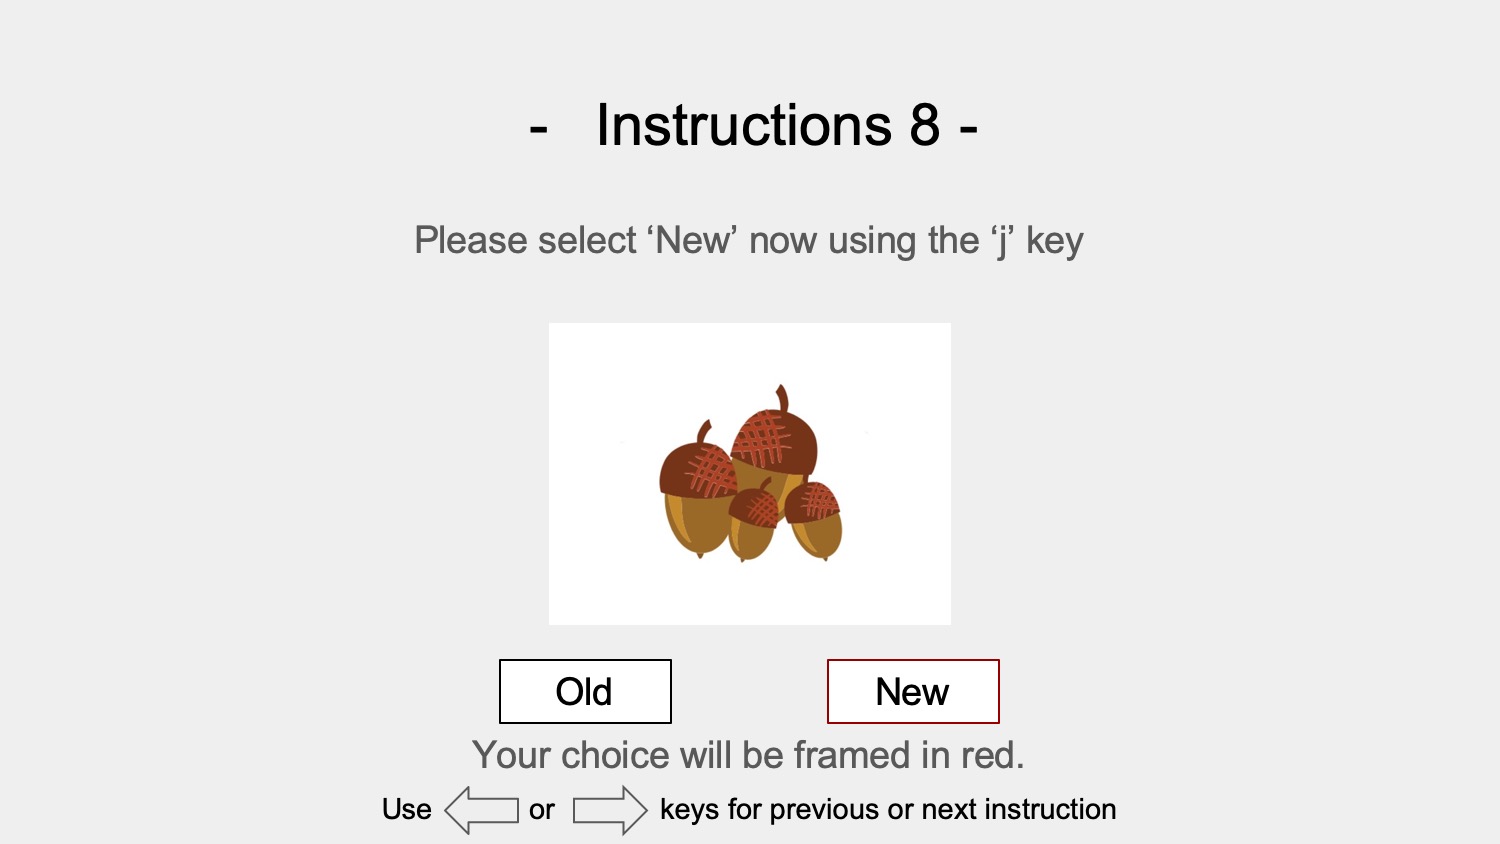 - Instructions 8 -
Please select ‘New’ now using the ‘j’ key
Old New
Your choice will be framed in red.
Use or keys for previous or next instruction